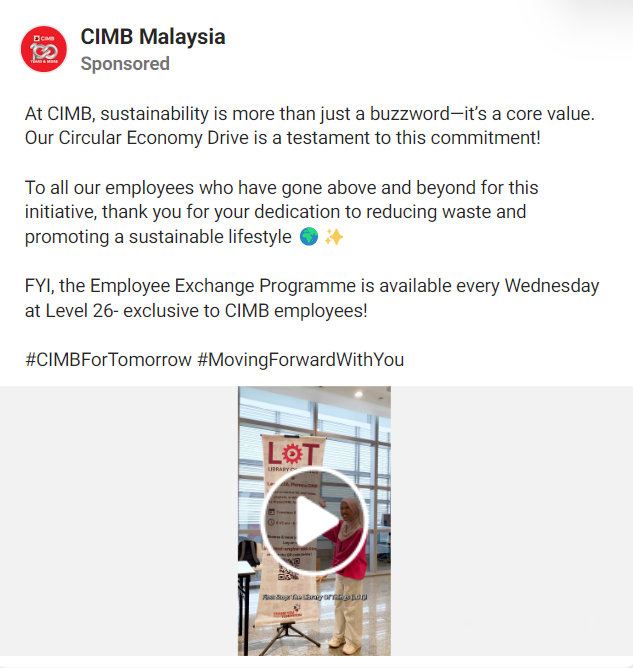 CIMB
100
YEARS & MORE
CIMB Malaysia
Sponsored
At CIMB, sustainability is more than just a buzzword—it’s a core value.
Our Circular Economy Drive is a testament to this commitment!
To all our employees who have gone above and beyond for this
initiative, thank you for your dedication to reducing waste and
promoting a sustainable lifestyle 🌍 ✨
FYI, the Employee Exchange Programme is available every Wednesday
at Level 26- exclusive to CIMB employees!
#CIMBForTomorrow #MovingForwardWithYou
LOT
LIBRARY
First Stop: The Library Of Things (LOT)